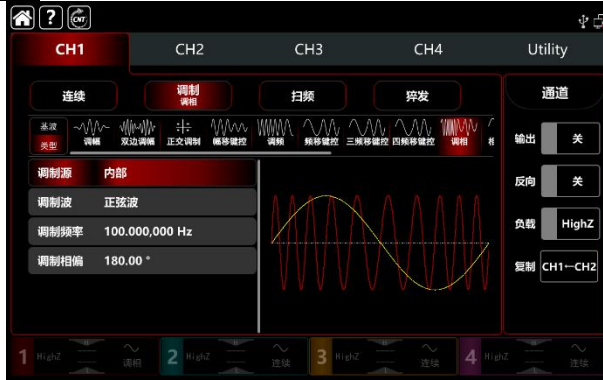 ? CNT
CH1 CH2 CH3 CH4 Utility
连续 调制 调相 扫频 猝发 通道
基波 类型 调幅 双边调幅 正交调制 幅移键控 调频 频移键控 三频移键控 四频移键控 调相
输出 关
调制源 内部
反向 关
调制波 正弦波
负载 HighZ
调制频率 100.000,000 Hz
调制相偏 180.00 °
复制 CH1←CH2
1 HighZ 调相 2 HighZ 连续 3 HighZ 连续 4 HighZ 连续